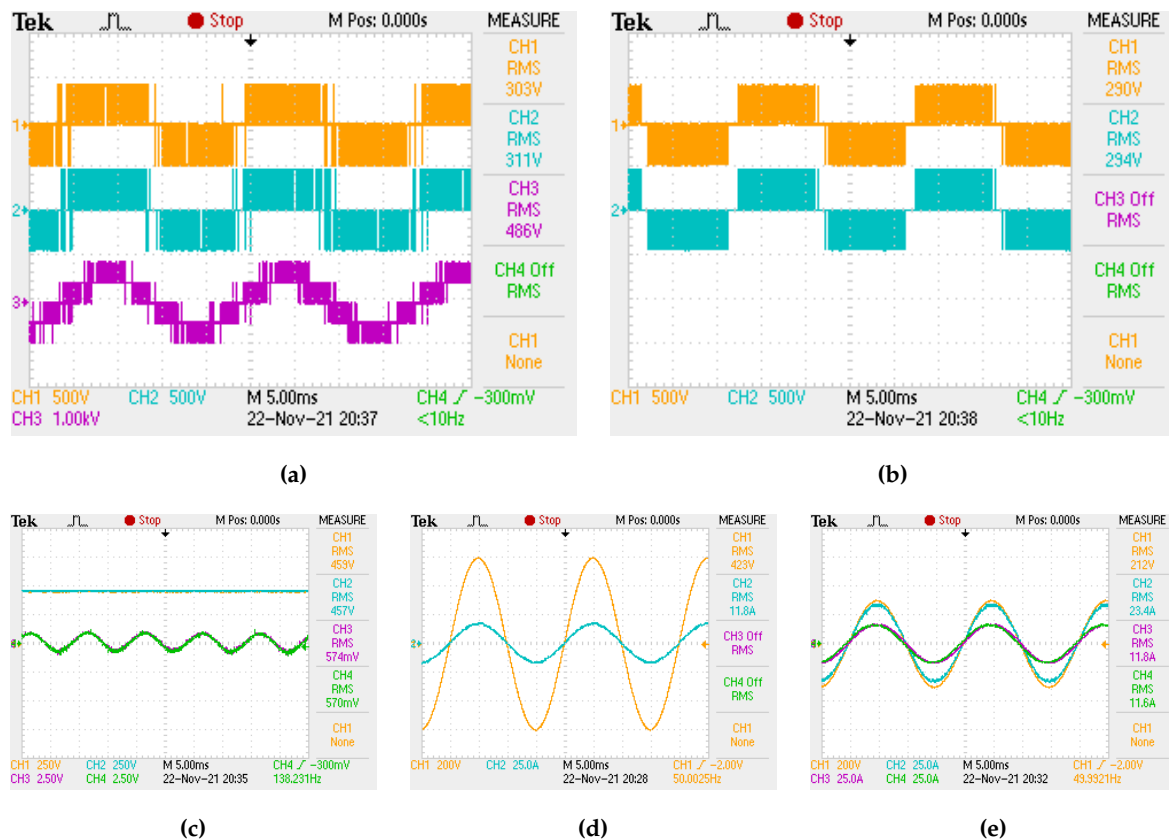 Tek Stop M Pos: 0.000s MEASURE
CH1
RMS
303V
CH2
RMS
311V
CH3
RMS
486V
CH4 Off
RMS
CH1
None
1
2
3
CH1 500V CH2 500V M 5.00ms CH4 -300mV
CH3 1.00kV 22-Nov-21 20:37 <10Hz
(a)
Tek Stop M Pos: 0.000s MEASURE
CH1
RMS
290V
CH2
RMS
294V
CH3 Off
RMS
CH4 Off
RMS
CH1
None
1
2
CH1 500V CH2 500V M 5.00ms CH4 -300mV
22-Nov-21 20:38 <10Hz
(b)
Tek Stop M Pos: 0.000s MEASURE
CH1
RMS
459V
CH2
RMS
457V
CH3
RMS
574mV
CH4
RMS
570mV
CH1
None
CH1 250V CH2 250V M 5.00ms CH4 -300mV
CH3 2.50V CH4 2.50V 22-Nov-21 20:35 138.231Hz
(c)
Tek Stop M Pos: 0.000s MEASURE
CH1
RMS
423V
CH2
RMS
11.8A
CH3 Off
RMS
CH4 Off
RMS
CH1
None
2
CH1 200V CH2 25.0A M 5.00ms CH1 -2.00V
22-Nov-21 20:28 50.0025Hz
(d)
Tek Stop M Pos: 0.000s MEASURE
CH1
RMS
212V
CH2
RMS
23.4A
CH3
RMS
11.8A
CH4
RMS
11.6A
CH1
None
CH1 200V CH2 25.0A M 5.00ms CH1 -2.00V
CH3 25.0A CH4 25.0A 22-Nov-21 20:32 49.9921Hz
(e)